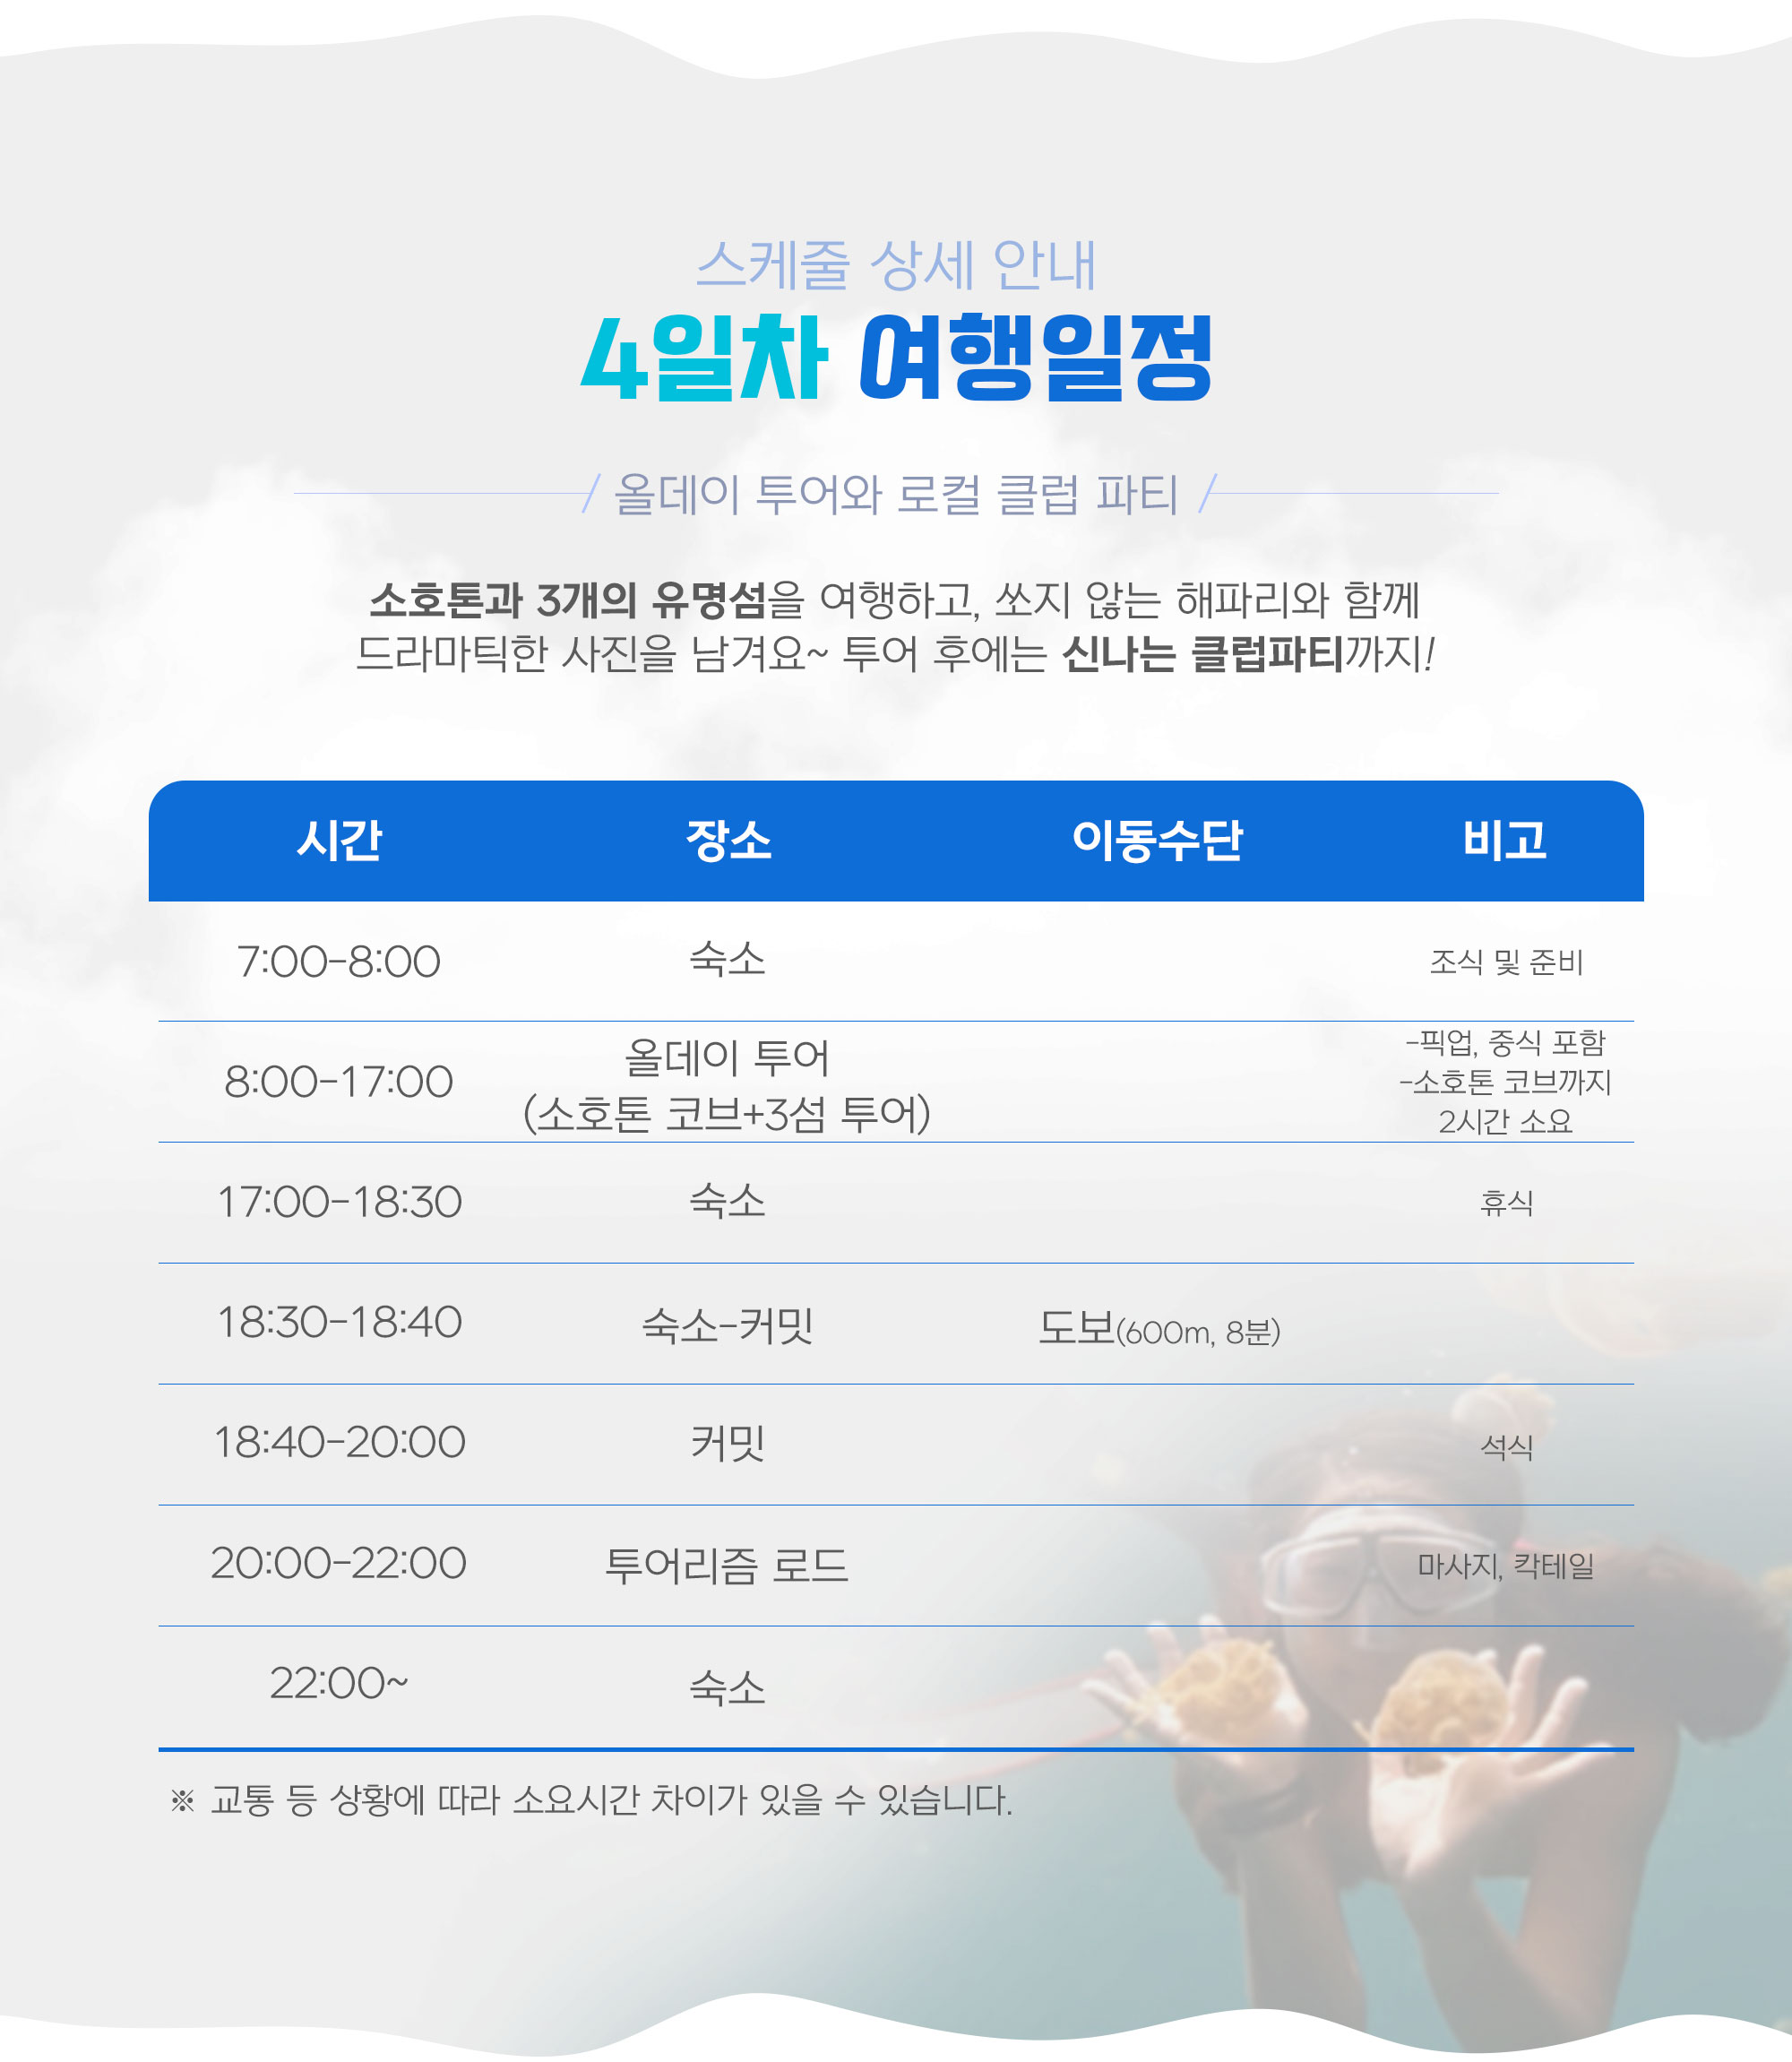 스케줄 상세 안내
4일차 여행일정
올데이 투어와 로컬 클럽 파티
소호톤과 3개의 유명섬을 여행하고, 쏘지 않는 해파리와 함께
드라마틱한 사진을 남겨요~ 투어 후에는 신나는 클럽파티까지!
시간 장소 이동수단 비고
7:00-8:00 숙소 조식 및 준비
8:00-17:00 올데이 투어
(소호톤 코브+3섬 투어)
-픽업, 중식 포함
-소호톤 코브까지
2시간 소요
17:00-18:30 숙소 휴식
18:30-18:40 숙소-커밋 도보(600m, 8분)
18:40-20:00 커밋 석식
20:00-22:00 투어리즘 로드 마사지, 칵테일
22:00~ 숙소
※ 교통 등 상황에 따라 소요시간 차이가 있을 수 있습니다.